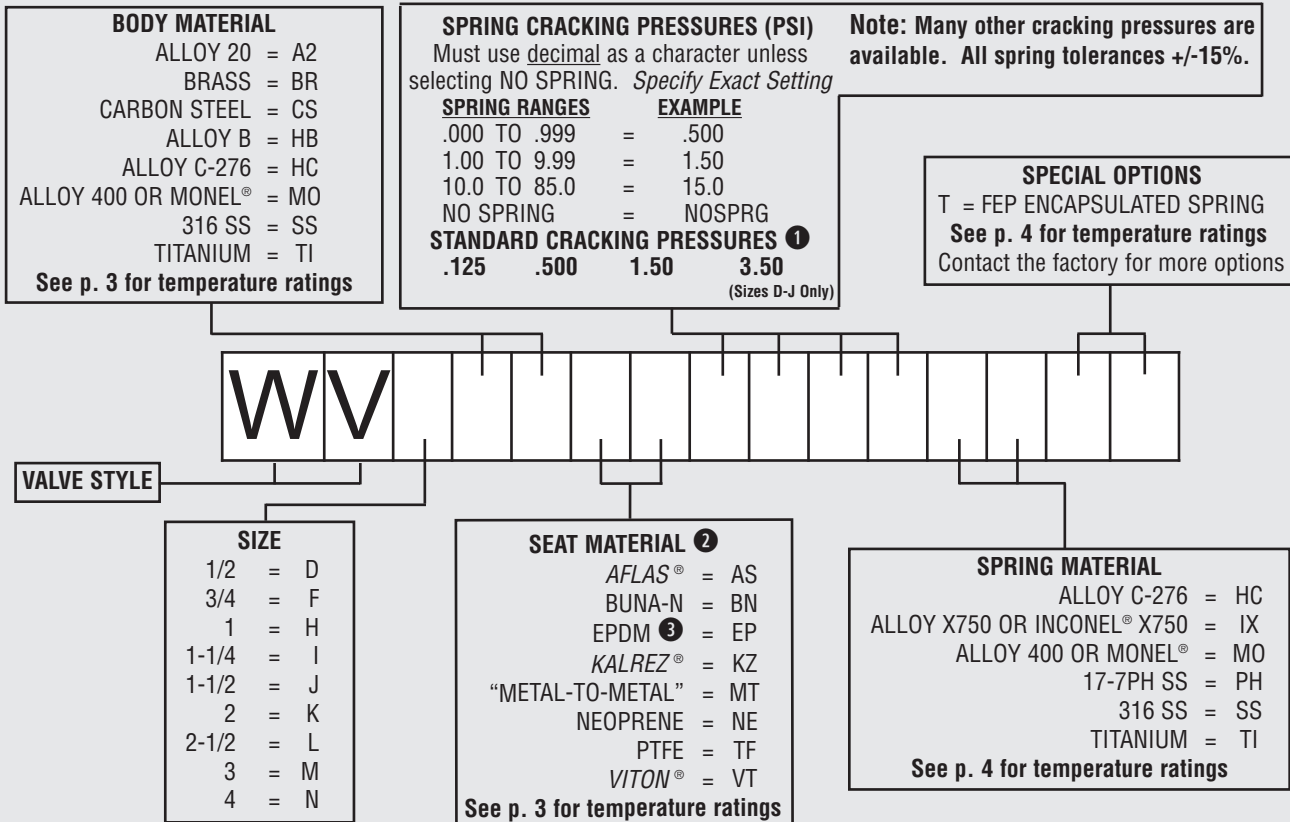 BODY MATERIAL
ALLOY 20 = A2
BRASS = BR
CARBON STEEL = CS
ALLOY B = HB
ALLOY C-276 = HC
ALLOY 400 OR MONEL® = MO
316 SS = SS
TITANIUM = TI
See p. 3 for temperature ratings
SPRING CRACKING PRESSURES (PSI)
Must use decimal as a character unless
selecting NO SPRING. Specify Exact Setting
SPRING RANGES EXAMPLE
.000 TO .999 = .500
1.00 TO 9.99 = 1.50
10.0 TO 85.0 = 15.0
NO SPRING = NOSPRG
STANDARD CRACKING PRESSURES ❶
.125 .500 1.50 3.50
(Sizes D-J Only)
Note: Many other cracking pressures are
available. All spring tolerances +/-15%.
SPECIAL OPTIONS
T = FEP ENCAPSULATED SPRING
See p. 4 for temperature ratings
Contact the factory for more options
WV
VALVE STYLE
SIZE
1/2 = D
3/4 = F
1 = H
1-1/4 = I
1-1/2 = J
2 = K
2-1/2 = L
3 = M
4 = N
SEAT MATERIAL ❷
AFLAS® = AS
BUNA-N = BN
EPDM ❸ = EP
KALREZ® = KZ
“METAL-TO-METAL” = MT
NEOPRENE = NE
PTFE = TF
VITON® = VT
See p. 3 for temperature ratings
SPRING MATERIAL
ALLOY C-276 = HC
ALLOY X750 OR INCONEL® X750 = IX
ALLOY 400 OR MONEL® = MO
17-7PH SS = PH
316 SS = SS
TITANIUM = TI
See p. 4 for temperature ratings